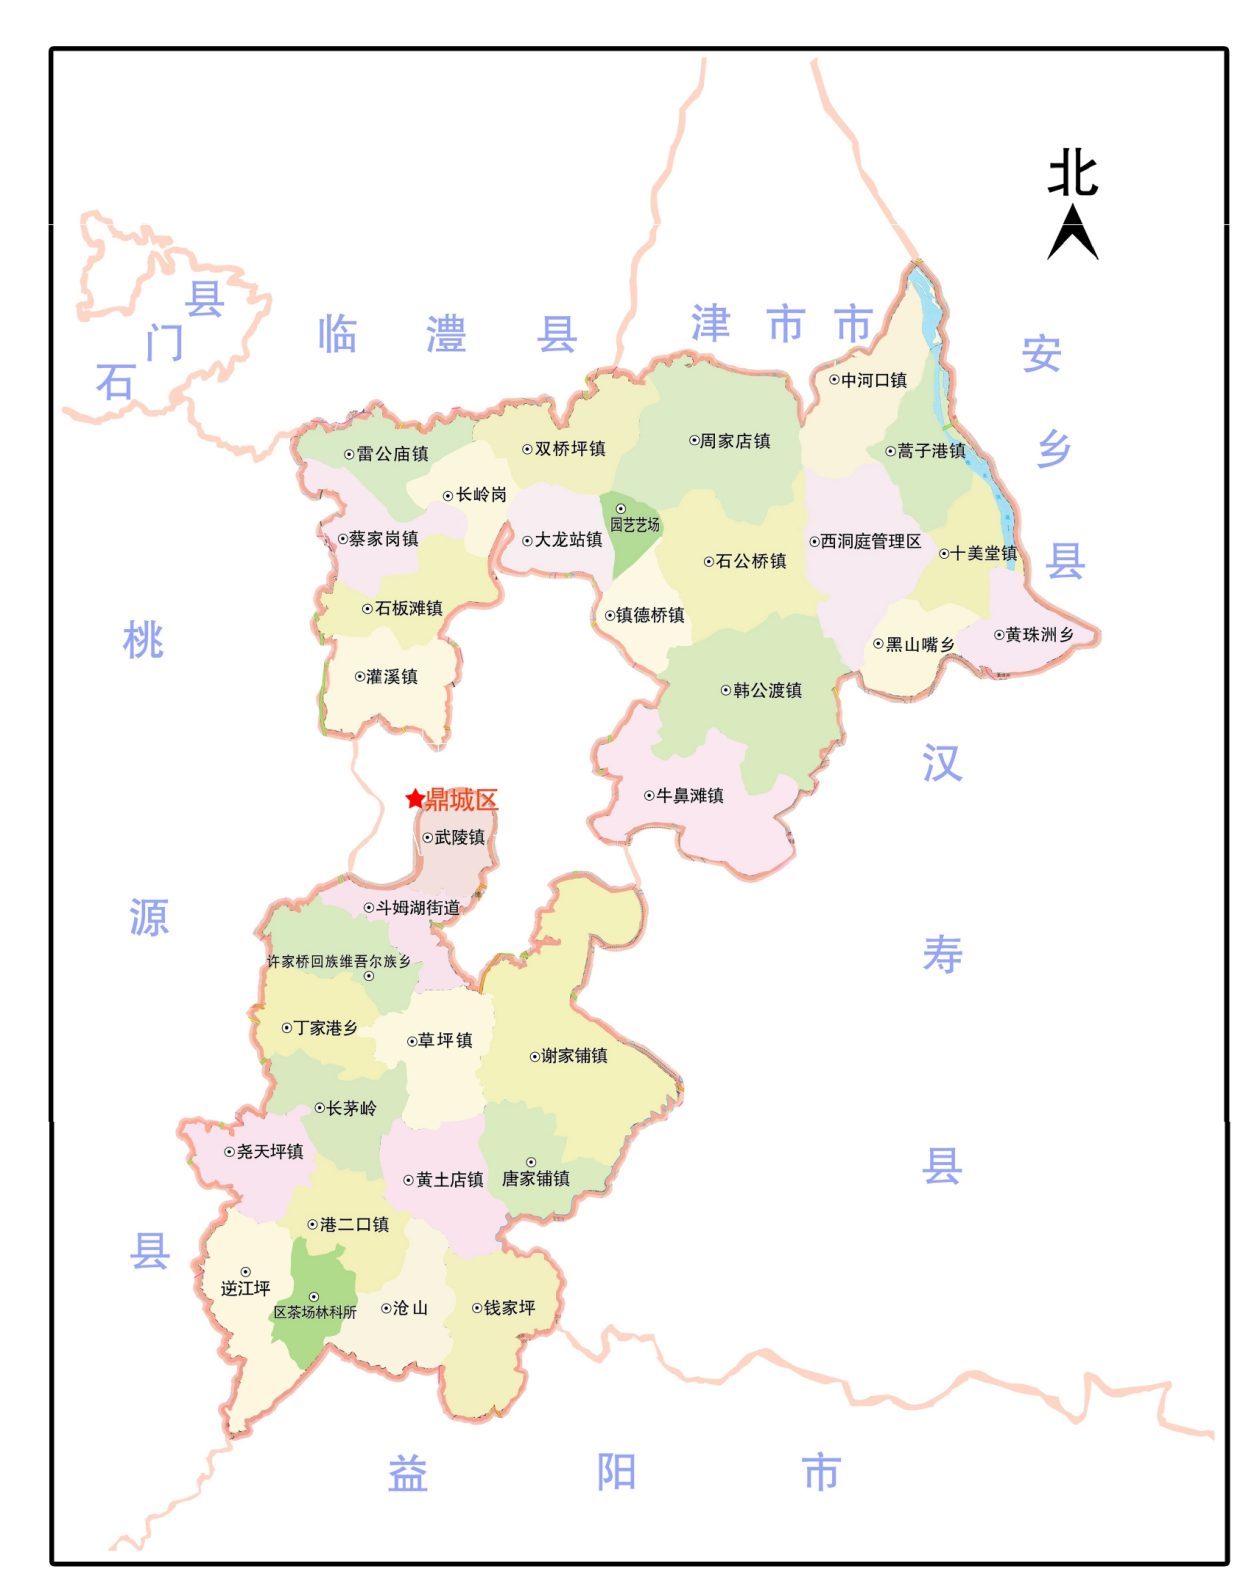 北
石门县
临澧县
津市市
安乡县
桃源县
汉寿县
益阳市
中河口镇
雷公庙镇
双桥坪镇
周家店镇
蒿子港镇
长岭岗
园艺艺场
蔡家岗镇
大龙站镇
石公桥镇
西洞庭管理区
十美堂镇
石板滩镇
镇德桥镇
黑山嘴乡
黄珠洲乡
灌溪镇
韩公渡镇
牛鼻滩镇
鼎城区
武陵镇
斗姆湖街道
许家桥回族维吾尔族乡
丁家港乡
草坪镇
谢家铺镇
长茅岭
尧天坪镇
黄土店镇
唐家铺镇
港二口镇
逆江坪
区茶场林科所
沧山
钱家坪